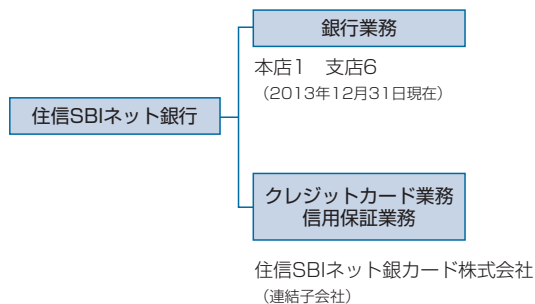 銀行業務
本店1　支店6
（2013年12月31日現在）
住信SBIネット銀行
クレジットカード業務
信用保証業務
住信SBIネット銀カード株式会社
（連結子会社）